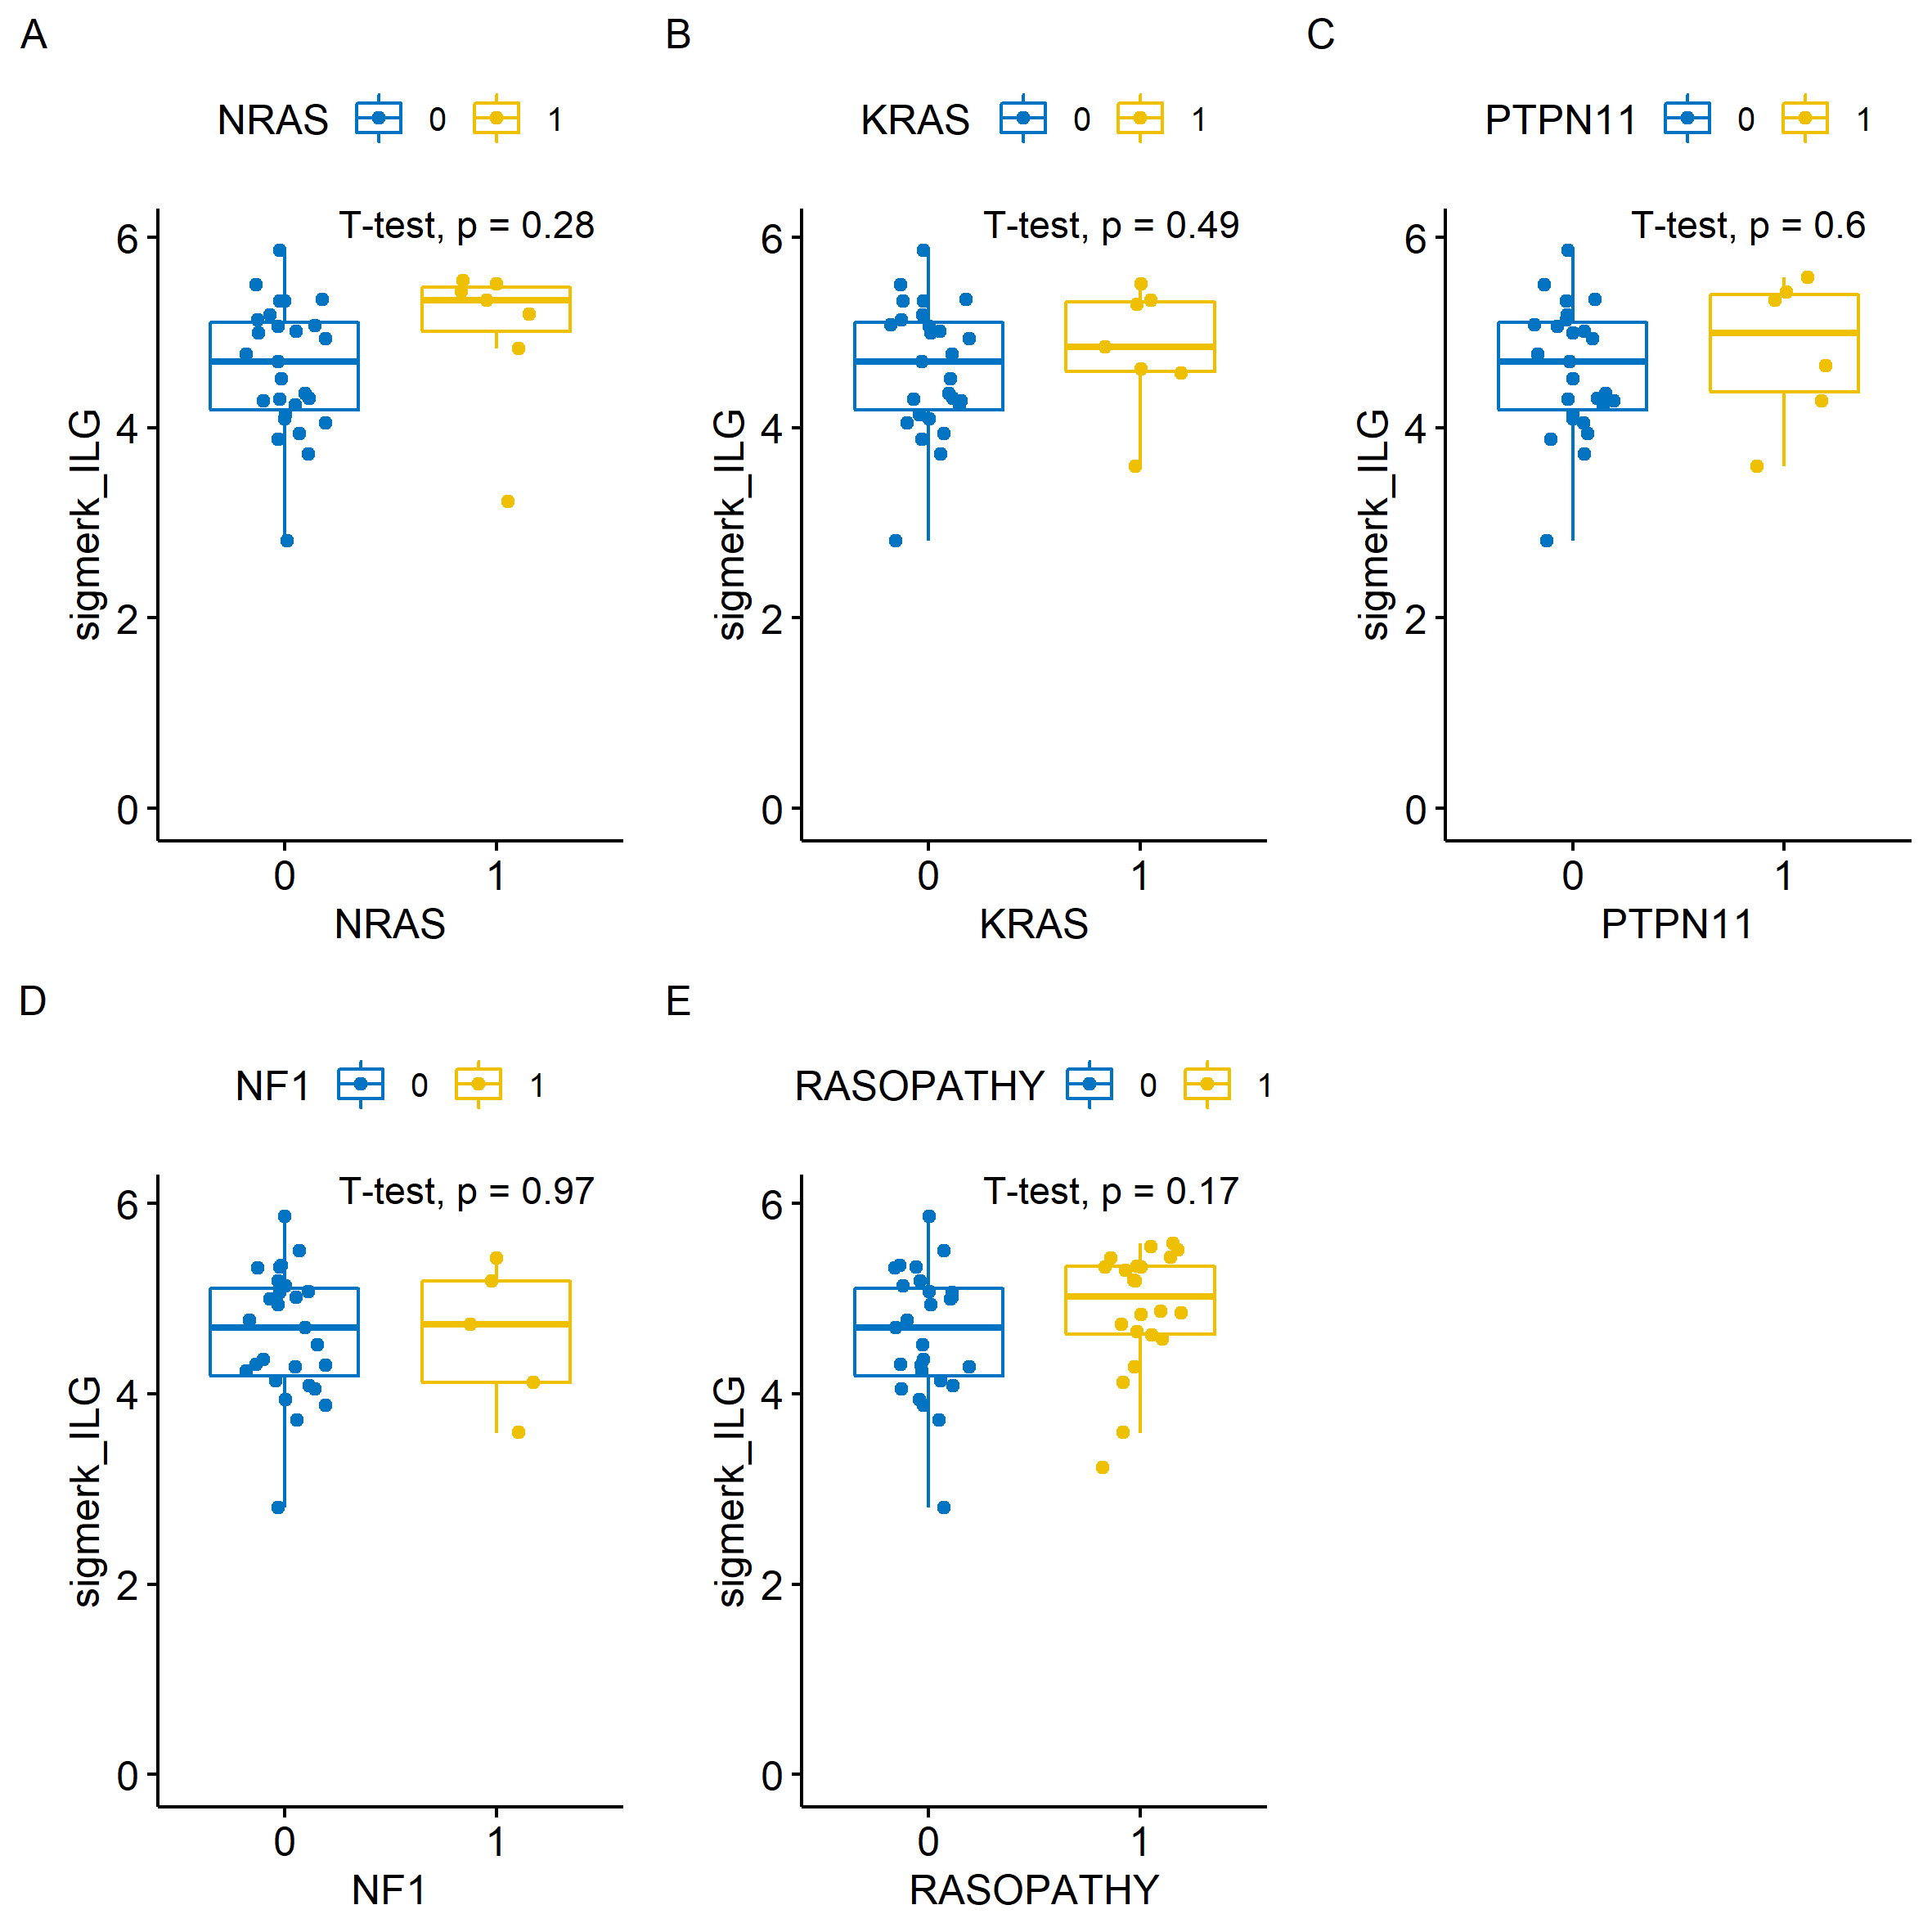 A
NRAS 0 1
T-test, p = 0.28
sigmerk_ILG
6
4
2
0
0 1
NRAS
B
KRAS 0 1
T-test, p = 0.49
sigmerk_ILG
6
4
2
0
0 1
KRAS
C
PTPN11 0 1
T-test, p = 0.6
sigmerk_ILG
6
4
2
0
0 1
PTPN11
D
NF1 0 1
T-test, p = 0.97
sigmerk_ILG
6
4
2
0
0 1
NF1
E
RASOPATHY 0 1
T-test, p = 0.17
sigmerk_ILG
6
4
2
0
0 1
RASOPATHY